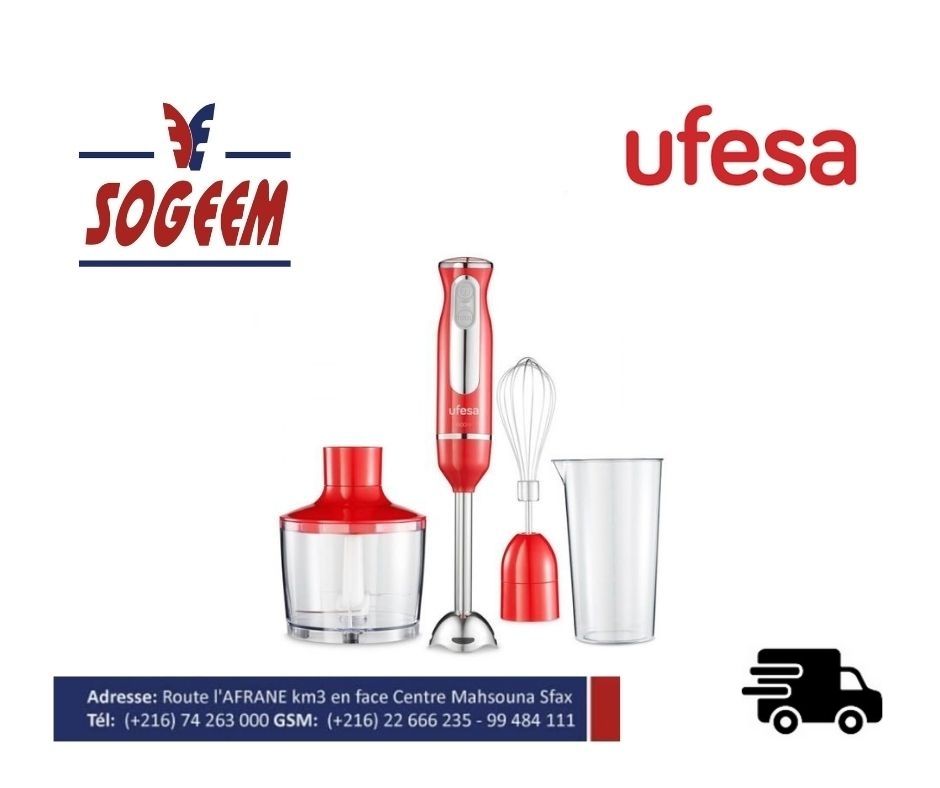 SOGEEM
ufesa
ufesa
Adresse: Route l'AFRANE km3 en face Centre Mahsouna Sfax
Tél: (+216) 74 263 000 GSM: (+216) 22 666 235 - 99 484 111